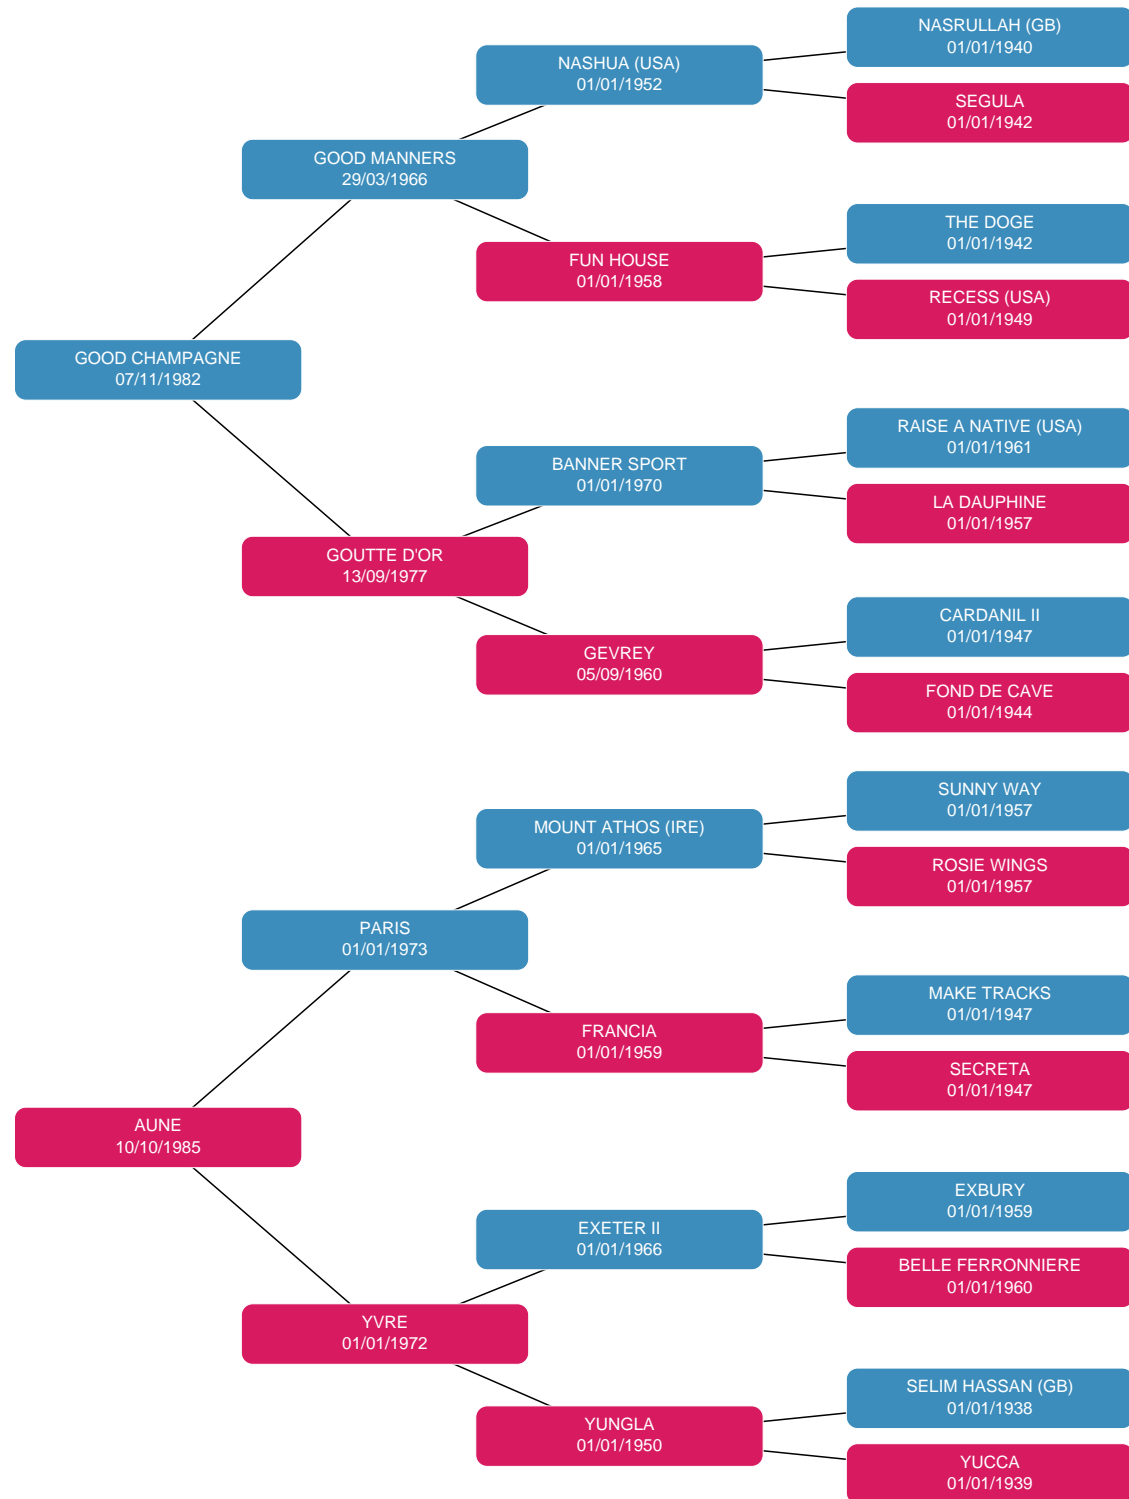 NASRULLAH (GB)
01/01/1940
NASHUA (USA)
01/01/1952
SEGULA
01/01/1942
GOOD MANNERS
29/03/1966
THE DOGE
01/01/1942
FUN HOUSE
01/01/1958
RECESS (USA)
01/01/1949
GOOD CHAMPAGNE
07/11/1982
RAISE A NATIVE (USA)
01/01/1961
BANNER SPORT
01/01/1970
LA DAUPHINE
01/01/1957
GOUTTE D'OR
13/09/1977
CARDANIL II
01/01/1947
GEVREY
05/09/1960
FOND DE CAVE
01/01/1944
SUNNY WAY
01/01/1957
MOUNT ATHOS (IRE)
01/01/1965
ROSIE WINGS
01/01/1957
PARIS
01/01/1973
MAKE TRACKS
01/01/1947
FRANCIA
01/01/1959
SECRETA
01/01/1947
AUNE
10/10/1985
EXBURY
01/01/1959
EXETER II
01/01/1966
BELLE FERRONNIERE
01/01/1960
YVRE
01/01/1972
SELIM HASSAN (GB)
01/01/1938
YUNGLA
01/01/1950
YUCCA
01/01/1939